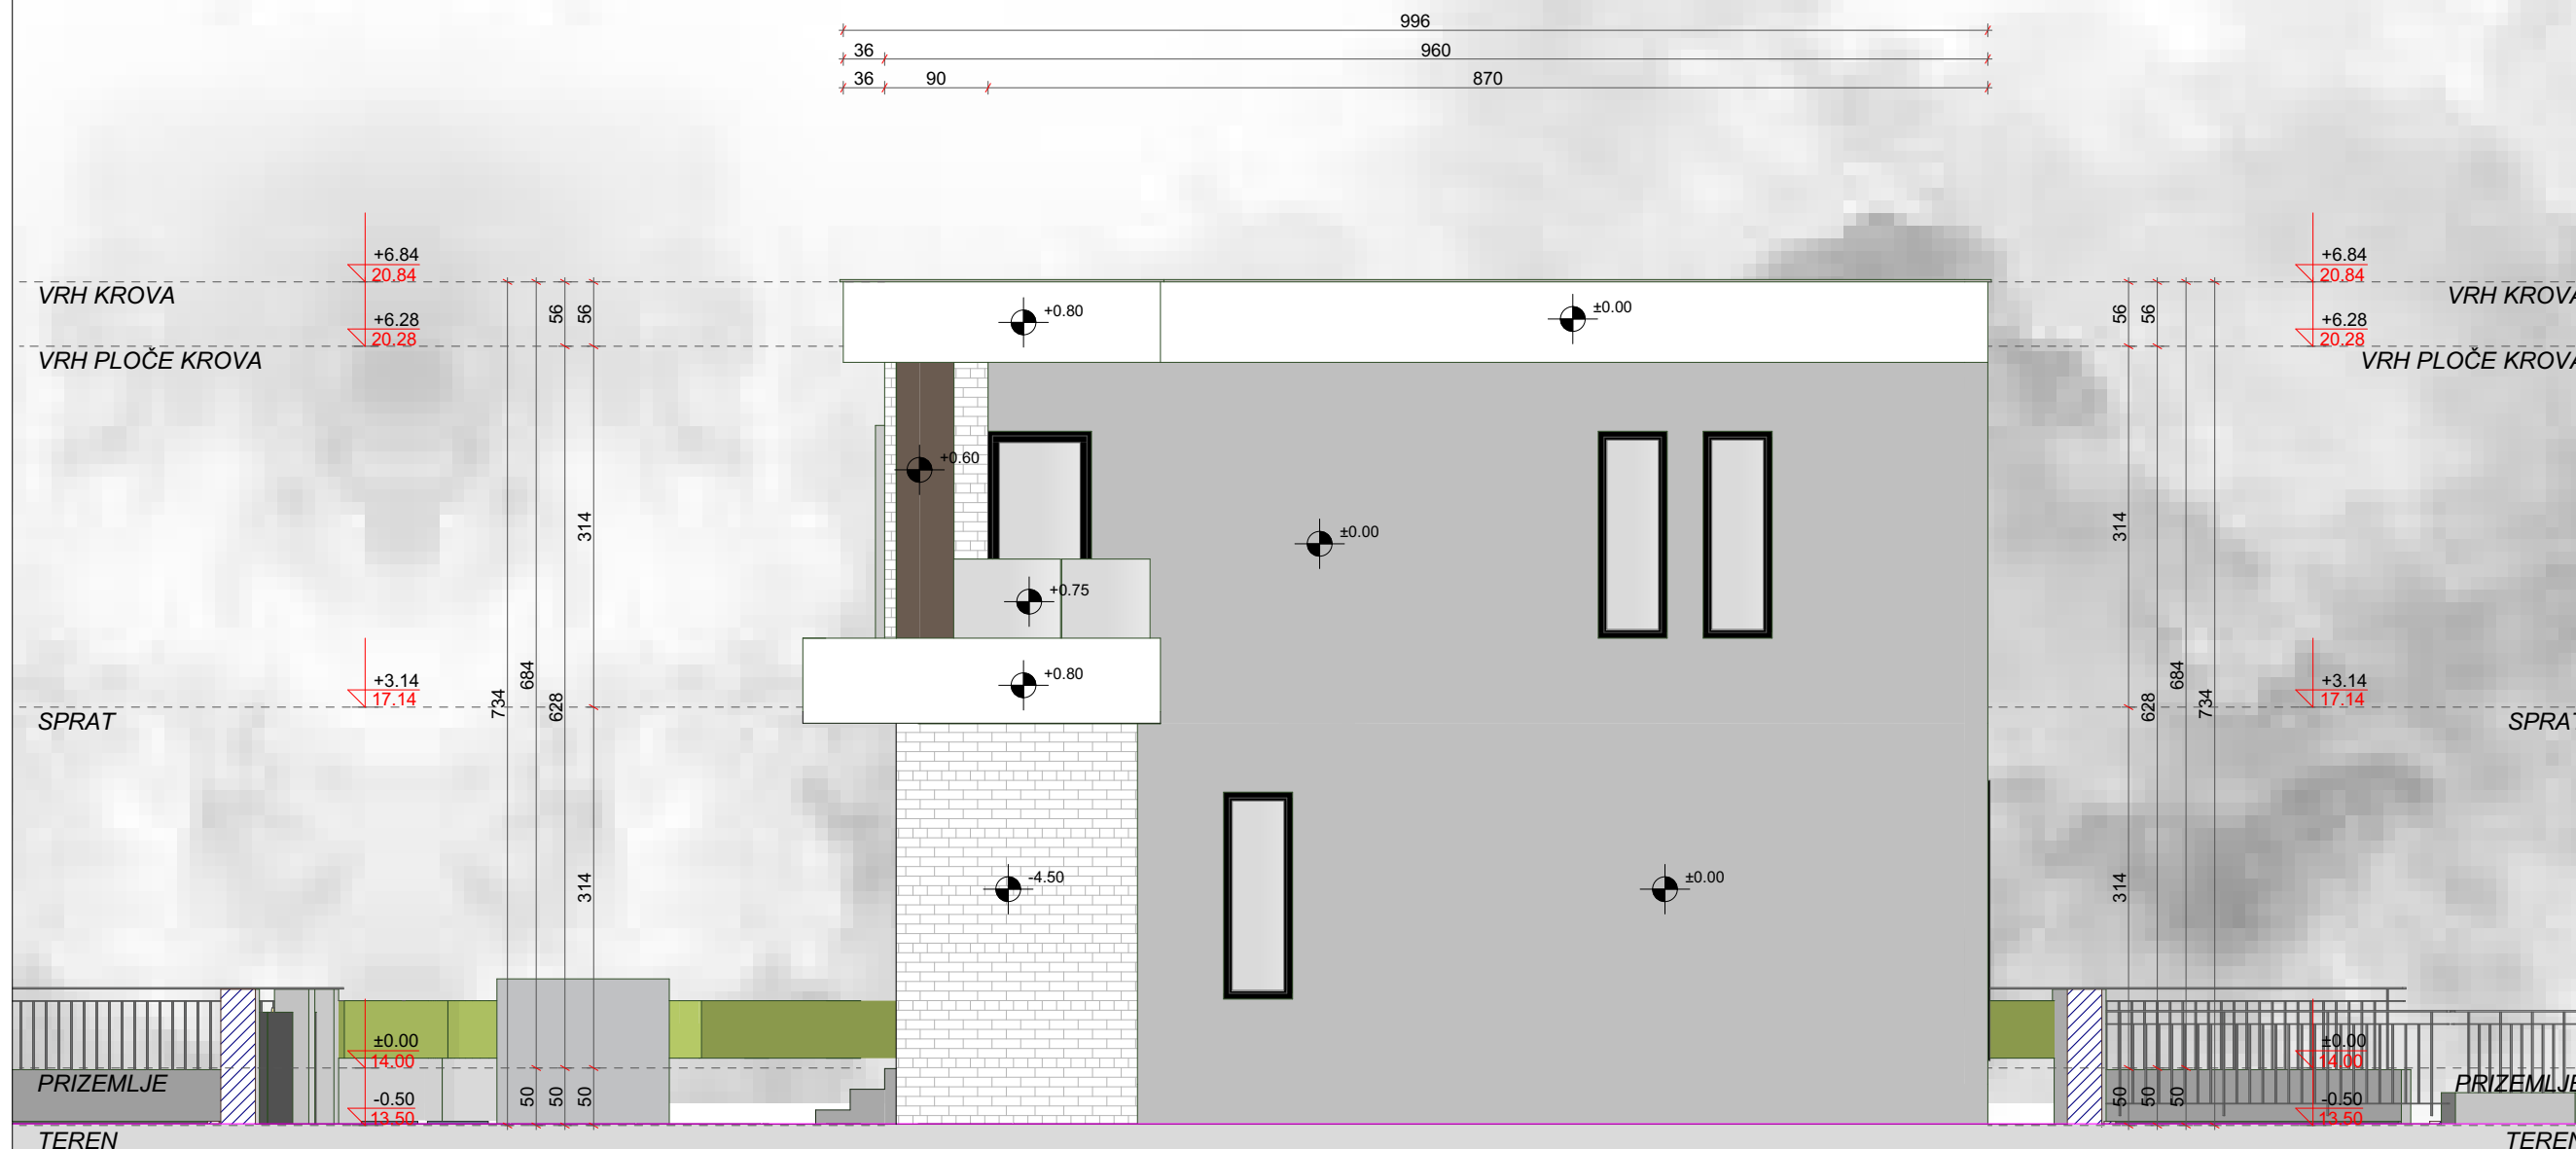 996
36 960
36 90 870
+6.84 +6.84
20.84 20.84
VRH KROVA VRH KROVA
56 56 +0.80 ±0.00 56 56
+6.28 +6.28
20.28 20.28
VRH PLOČE KROVA VRH PLOČE KROVA
+0.60
314 ±0.00 314
+0.75
+3.14 +0.80 +3.14
17.14 17.14
734 684 628 628 684 734
SPRAT SPRAT
314 -4.50 ±0.00 314
±0.00 ±0.00
14.00 14.00
PRIZEMLJE PRIZEMLJE
50 50 50 50 50 50
-0.50 -0.50
13.50 13.50
TEREN TEREN